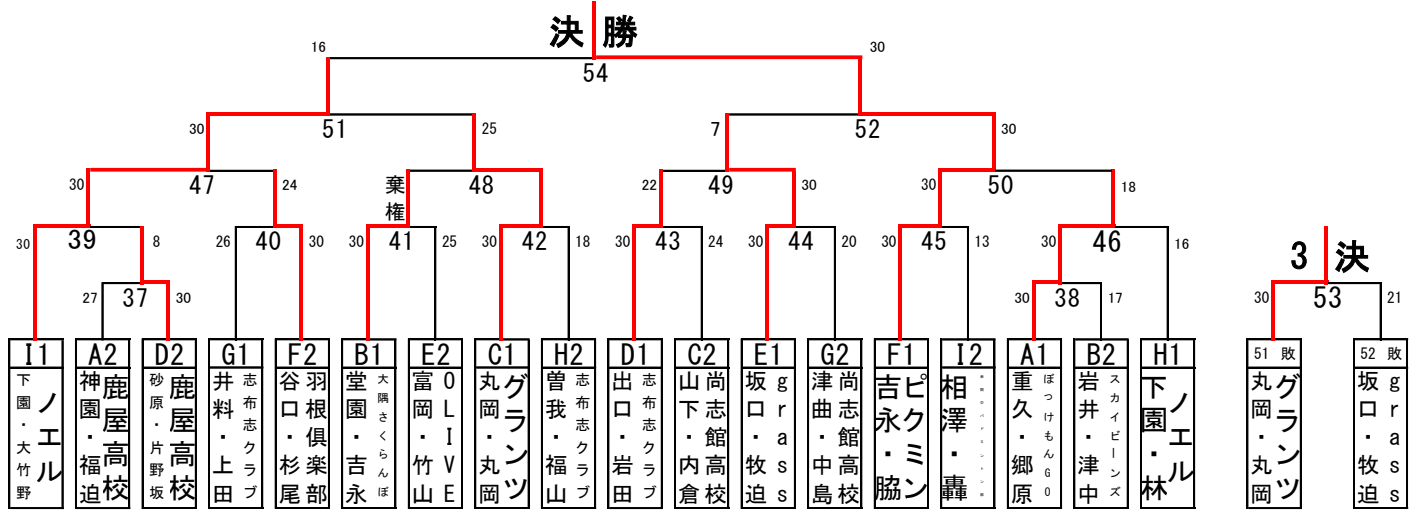 決勝
16
30
54
30
51
25
7
52
30
30
47
24
棄権
48
22
49
30
30
50
18
30
39
8
26
40
30
30
41
25
30
42
18
30
43
24
30
44
20
30
45
13
30
46
16
27
37
30
30
38
17
3決
30
53
21
I1
A2
D2
G1
F2
B1
E2
C1
H2
D1
C2
E1
G2
F1
I2
A1
B2
H1
51 敗
52 敗
ノエル
下園・大竹野
鹿屋高校
神園・福迫
鹿屋高校
砂原・片野坂
志布志クラブ
井料・上田
羽根倶楽部
谷口・杉尾
大隅さくらんぼ
堂園・吉永
OLIVE
富岡・竹山
グランツ
丸岡・丸岡
志布志クラブ
曽我・福山
志布志クラブ
出口・岩田
尚志館高校
山下・内倉
grass
坂口・牧迫
尚志館高校
津曲・中島
ピクミン
吉永・脇
相澤・轟
ぼっけもんGO
重久・郷原
スカイビーンズ
岩井・津中
ノエル
下園・林
グランツ
丸岡・丸岡
grass
坂口・牧迫